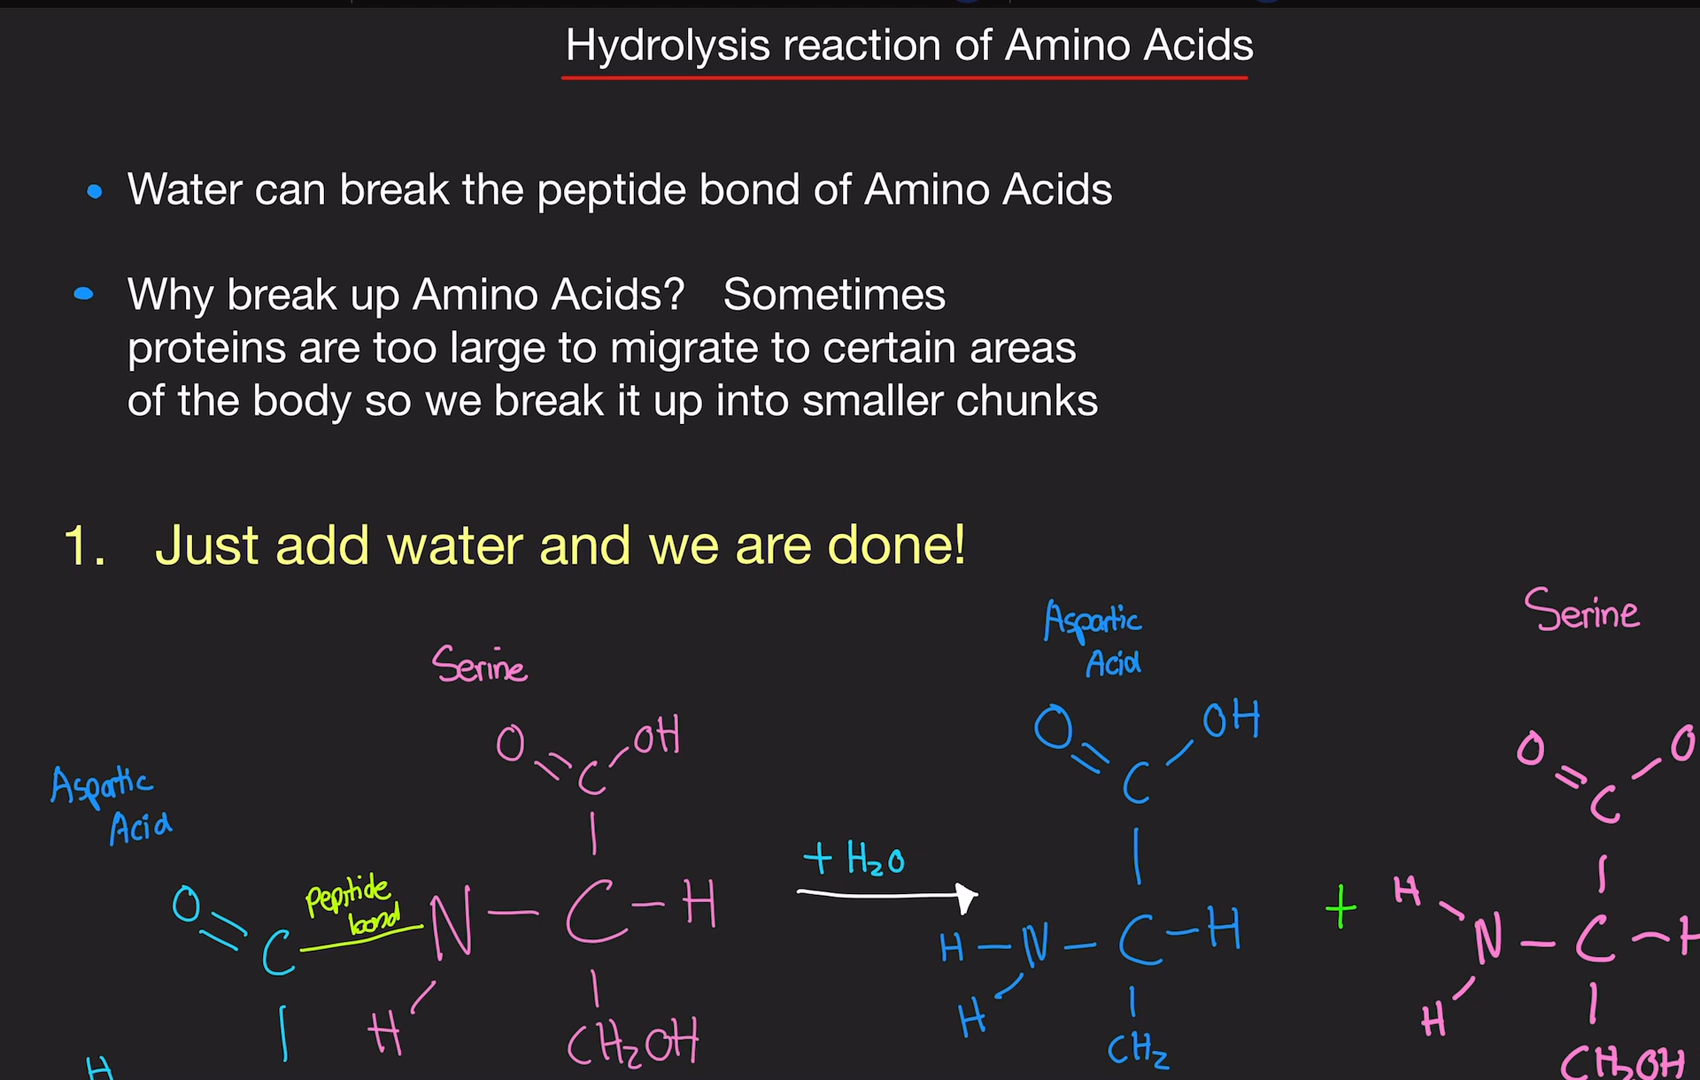 Hydrolysis reaction of Amino Acids
Water can break the peptide bond of Amino Acids
Why break up Amino Acids? Sometimes
proteins are too large to migrate to certain areas
of the body so we break it up into smaller chunks
1. Just add water and we are done!
Aspartic
Acid
Serine
O
C
Peptide
bond
N
H
O
C
OH
C
H
CH₂OH
H
+ H₂O
Aspartic
Acid
O
C
OH
H
N
C
H
H
CH₂
+
Serine
O
C
O
H
N
C
H
H
CH₂OH